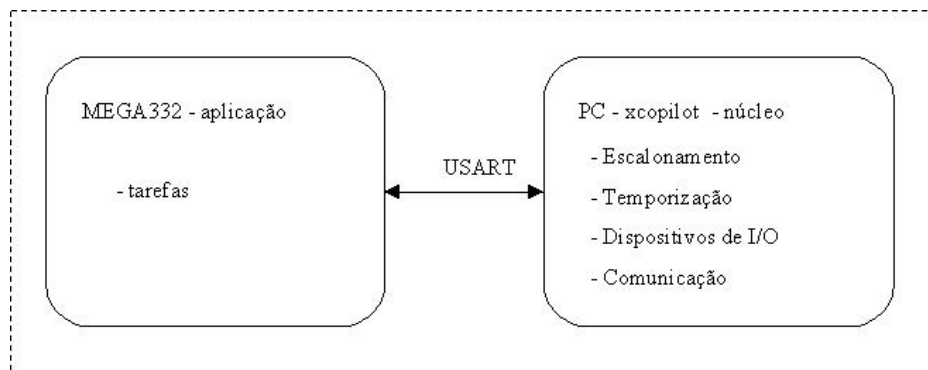 MEGA332 - aplicação
- tarefas
USART
PC - xcopilot - núcleo
- Escalonamento
- Temporização
- Dispositivos de I/O
- Comunicação